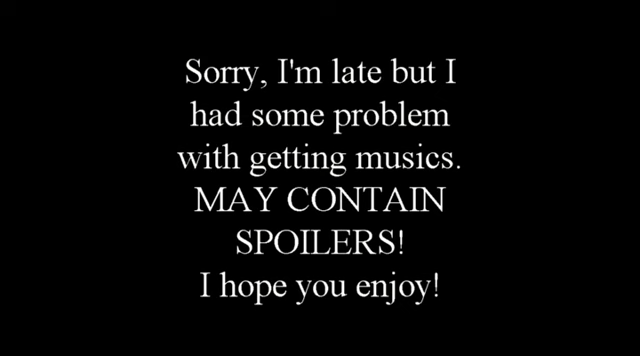 Sorry, I'm late but I
had some problem
with getting musics.
MAY CONTAIN
SPOILERS!
I hope you enjoy!